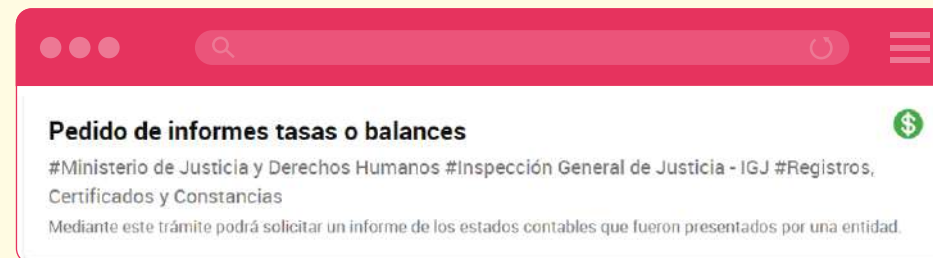 Pedido de informes tasas o balances
$
#Ministerio de Justicia y Derechos Humanos #Inspección General de Justicia - IGJ #Registros,
Certificados y Constancias
Mediante este trámite podrá solicitar un informe de los estados contables que fueron presentados por una entidad.